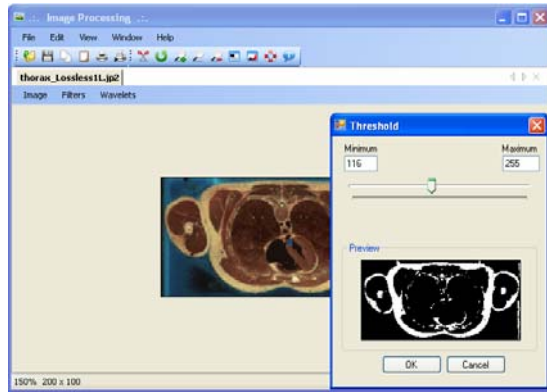 .:. Image Processing .:.
File Edit View Window Help
thorax_Lossless1L.jp2
Image Filters Wavelets
Threshold
Minimum Maximum
116 255
Preview
OK Cancel
150% 200 x 100